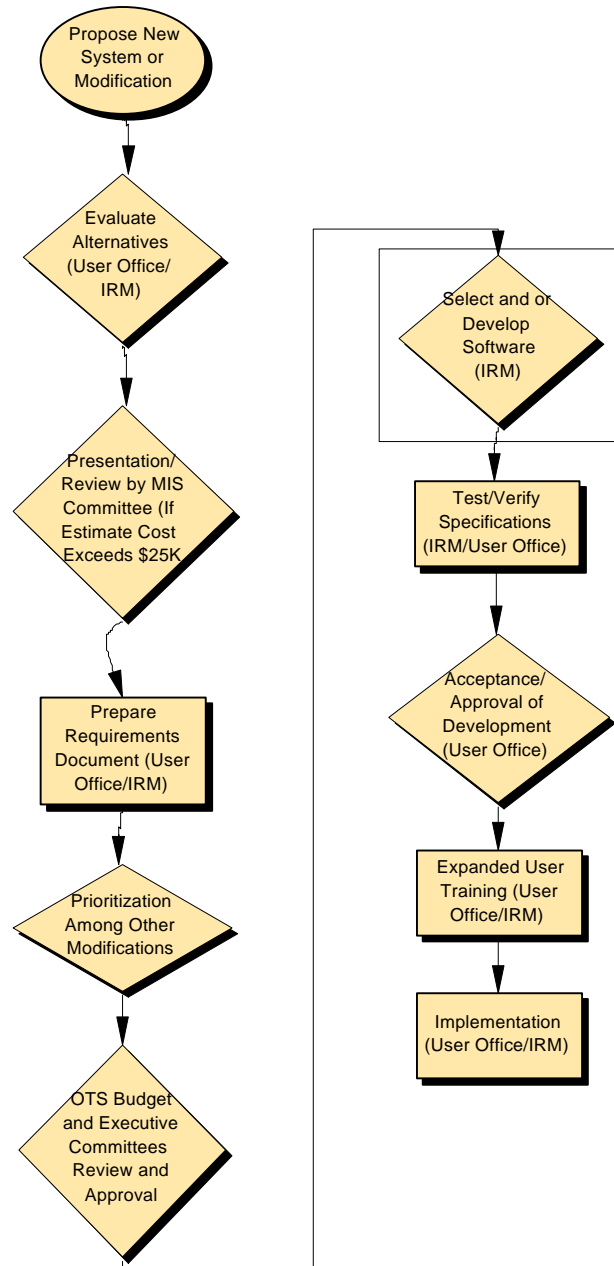 Propose New
System or
Modification
Evaluate
Alternatives
(User Office/
IRM)
Presentation/
Review by MIS
Committee (If
Estimate Cost
Exceeds $25K
Prepare
Requirements
Document (User
Office/IRM)
Prioritization
Among Other
Modifications
OTS Budget
and Executive
Committees
Review and
Approval
Select and or
Develop
Software
(IRM)
Test/Verify
Specifications
(IRM/User Office)
Acceptance/
Approval of
Development
(User Office)
Expanded User
Training (User
Office/IRM)
Implementation
(User Office/IRM)